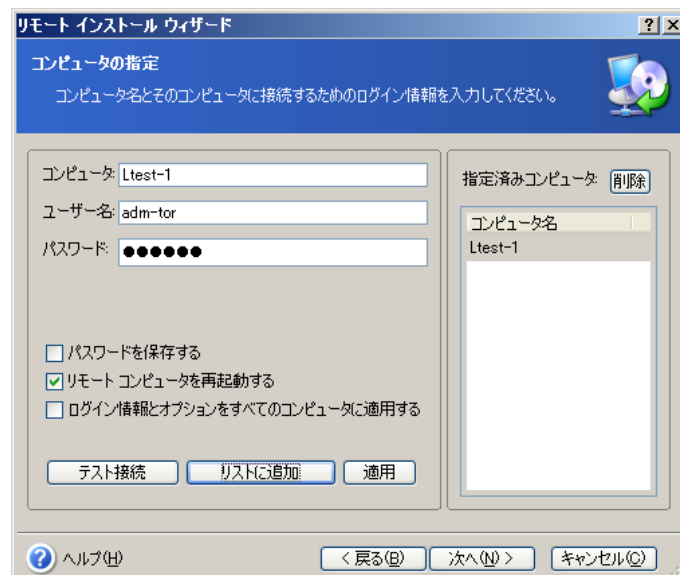 リモート インストール ウィザード
コンピュータの指定
コンピュータ名とそのコンピュータに接続するためのログイン情報を入力してください。
コンピュータ: Ltest-1
ユーザー名: adm-tor
パスワード: ●●●●●●
パスワードを保存する
リモート コンピュータを再起動する
ログイン情報とオプションをすべてのコンピュータに適用する
テスト接続 リストに追加 適用
指定済みコンピュータ: 削除
コンピュータ名
Ltest-1
ヘルプ(H) < 戻る(B) 次へ(N) > キャンセル(C)